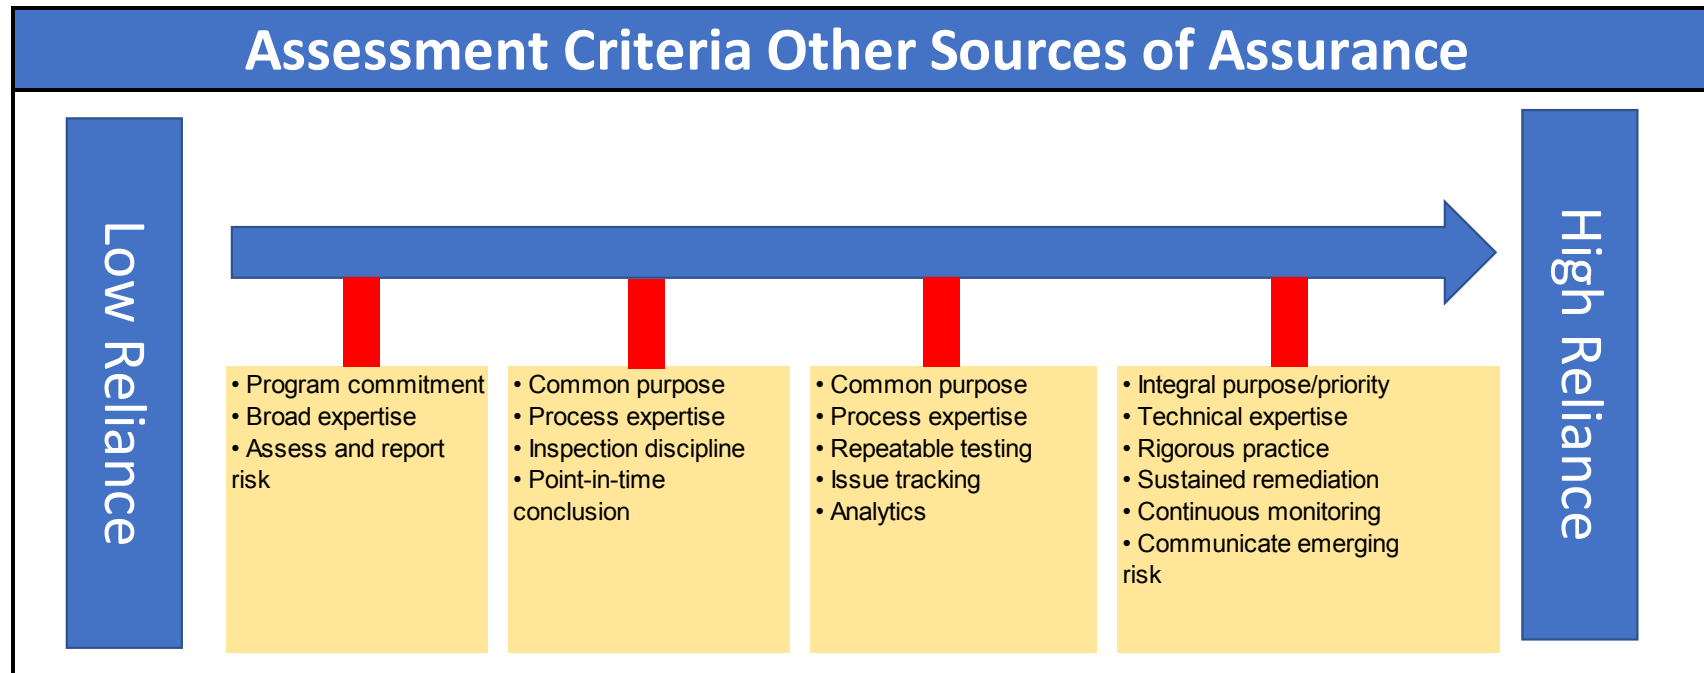 Assessment Criteria Other Sources of Assurance
Low Reliance
• Program commitment
• Broad expertise
• Assess and report
risk
• Common purpose
• Process expertise
• Inspection discipline
• Point-in-time
conclusion
• Common purpose
• Process expertise
• Repeatable testing
• Issue tracking
• Analytics
• Integral purpose/priority
• Technical expertise
• Rigorous practice
• Sustained remediation
• Continuous monitoring
• Communicate emerging
risk
High Reliance